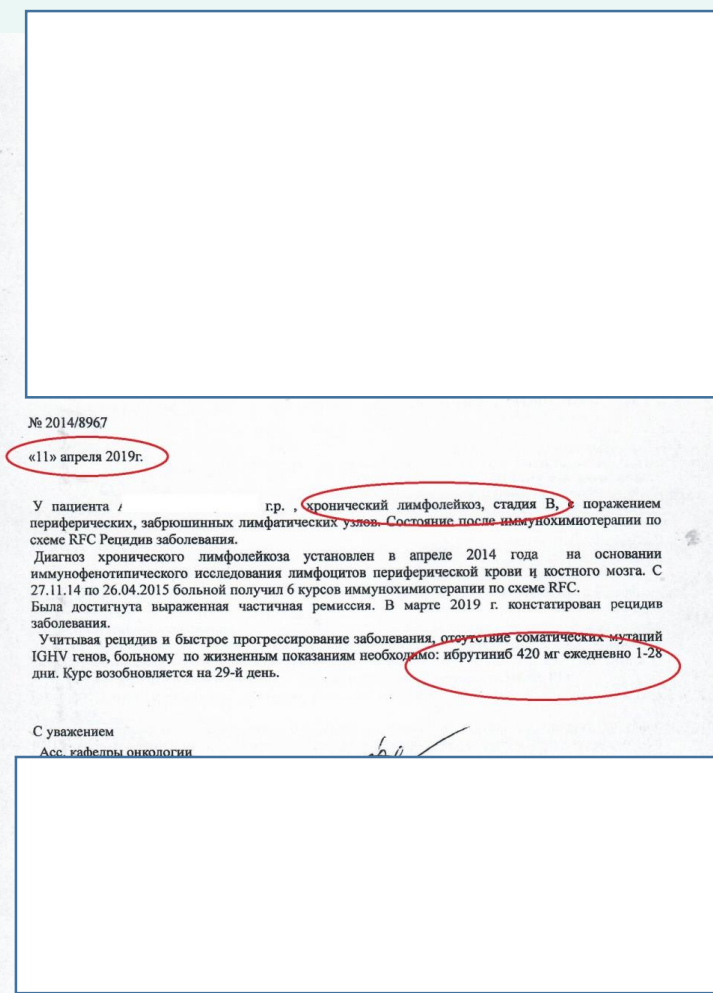 № 2014/8967
«11» апреля 2019г.
У пациента г.р. , хронический лимфолейкоз, стадия В, с поражением
периферических, забрюшинных лимфатических узлов. Состояние после иммунохимиотерапии по
схеме RFC Рецидив заболевания.
Диагноз хронического лимфолейкоза установлен в апреле 2014 года на основании
иммунофенотипического исследования лимфоцитов периферической крови и костного мозга. С
27.11.14 по 26.04.2015 больной получил 6 курсов иммунохимиотерапии по схеме RFC.
Была достигнута выраженная частичная ремиссия. В марте 2019 г. констатирован рецидив
заболевания.
Учитывая рецидив и быстрое прогрессирование заболевания, отсутствие соматических мутаций
IGHV генов, больному по жизненным показаниям необходимо: ибрутиниб 420 мг ежедневно 1-28
дни. Курс возобновляется на 29-й день.
С уважением
Асс. кафедры онкологии